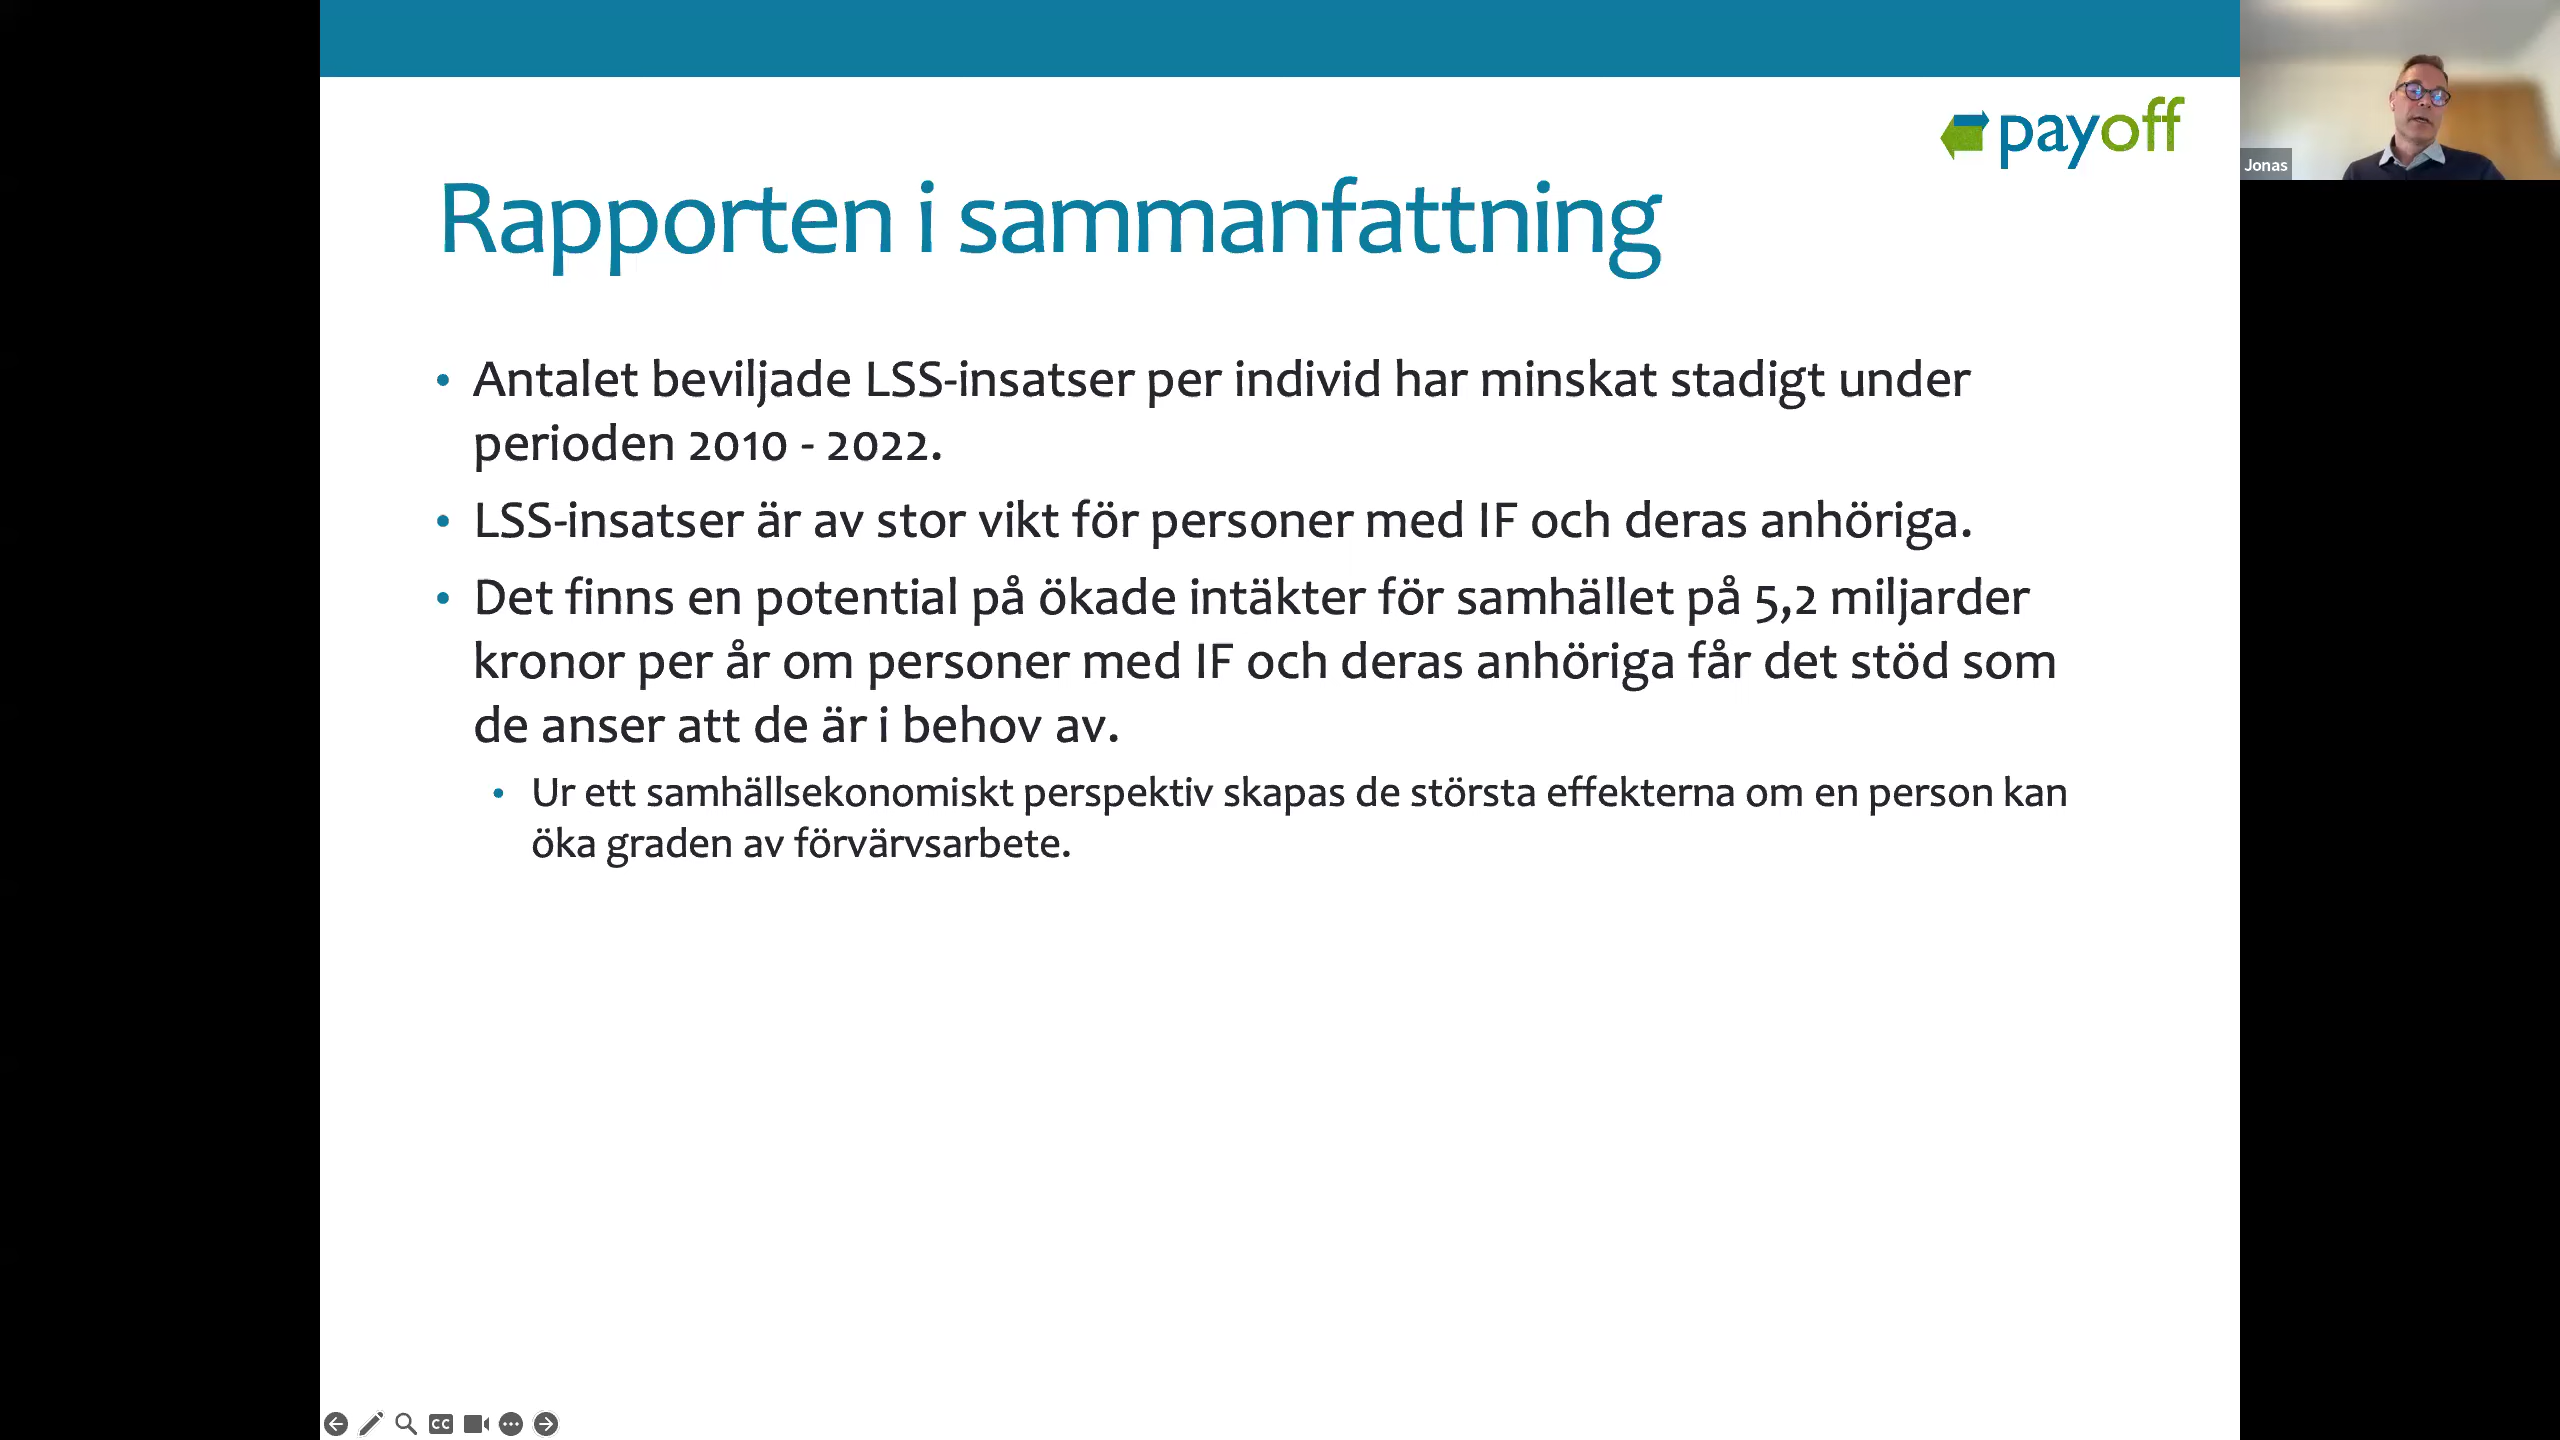 payoff
Jonas
Rapporten i sammanfattning
• Antalet beviljade LSS-insatser per individ har minskat stadigt under
perioden 2010 - 2022.
• LSS-insatser är av stor vikt för personer med IF och deras anhöriga.
• Det finns en potential på ökade intäkter för samhället på 5,2 miljarder
kronor per år om personer med IF och deras anhöriga får det stöd som
de anser att de är i behov av.
• Ur ett samhällsekonomiskt perspektiv skapas de största effekterna om en person kan
öka graden av förvärvsarbete.
CC